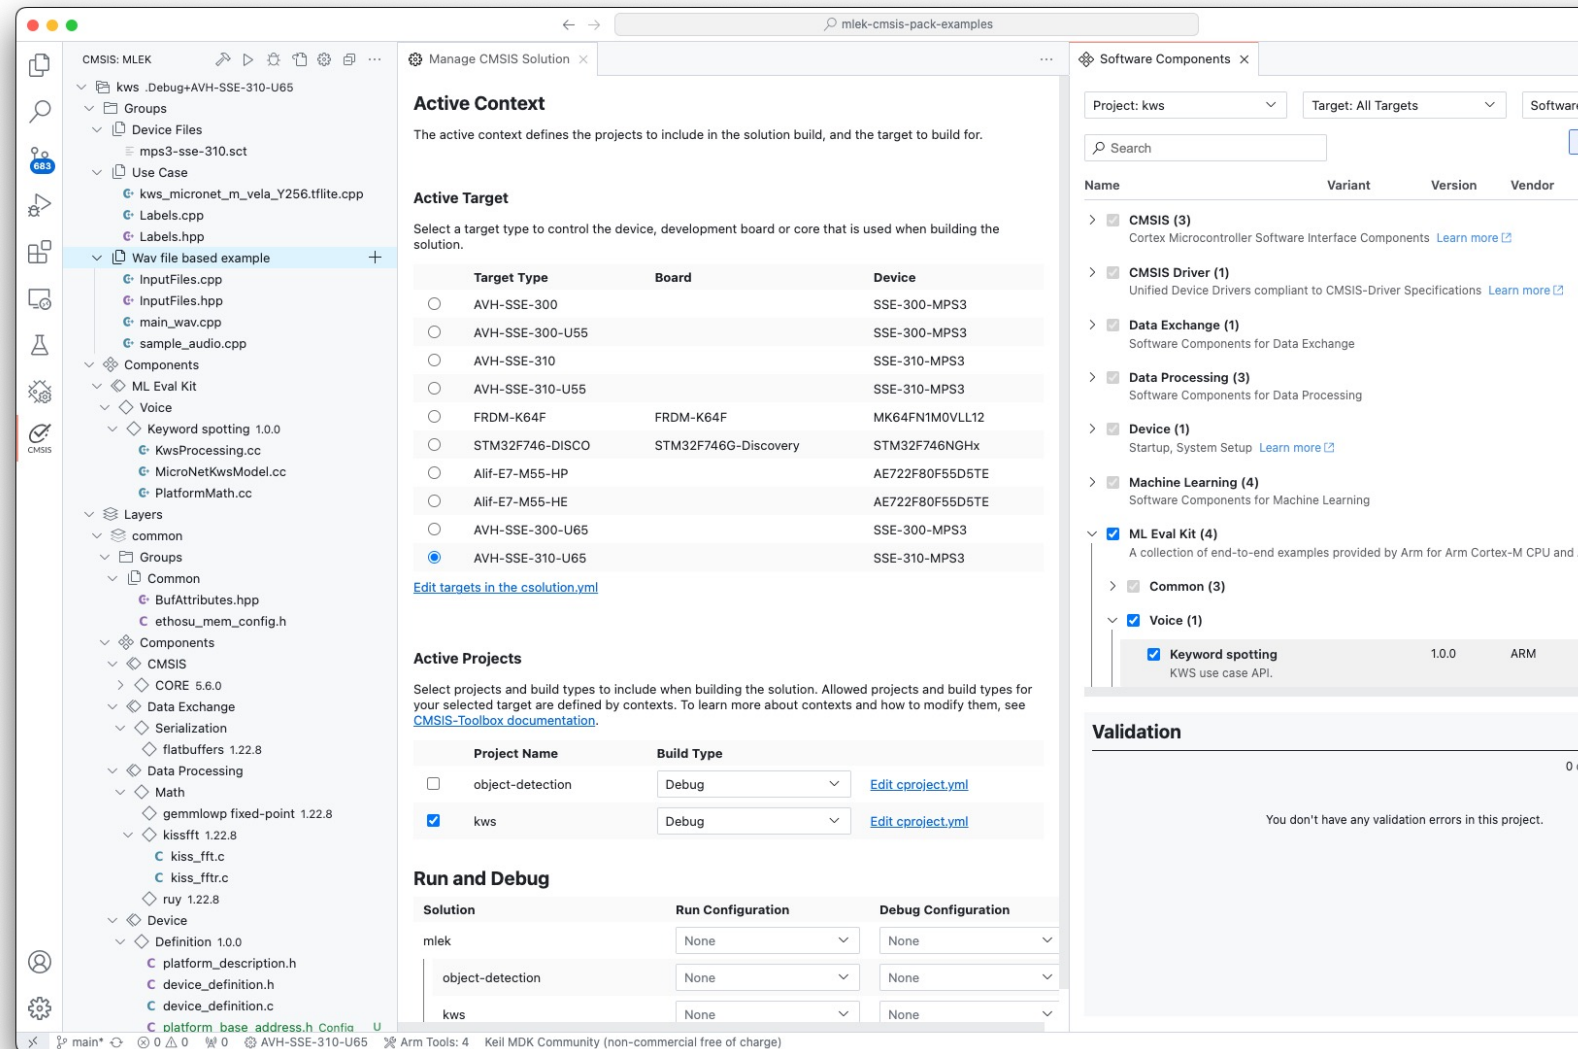 mlek-cmsis-pack-examples
CMSIS: MLEK
kws .Debug+AVH-SSE-310-U65
Groups
Device Files
mps3-sse-310.sct
Use Case
kws_micronet_m_vela_Y256.tflite.cpp
Labels.cpp
Labels.hpp
Wav file based example
InputFiles.cpp
InputFiles.hpp
main_wav.cpp
sample_audio.cpp
Components
ML Eval Kit
Voice
Keyword spotting 1.0.0
KwsProcessing.cc
MicroNetKwsModel.cc
PlatformMath.cc
Layers
common
Groups
Common
BufAttributes.hpp
C ethosu_mem_config.h
Components
CMSIS
CORE 5.6.0
Data Exchange
Serialization
flatbuffers 1.22.8
Data Processing
Math
gemmlowp fixed-point 1.22.8
kissfft 1.22.8
C kiss_fft.c
C kiss_fftr.c
ruy 1.22.8
Device
Definition 1.0.0
C platform_description.h
C device_definition.h
C device_definition.c
C platform_base_address.h Config U
683
CMSIS
Manage CMSIS Solution
Active Context
The active context defines the projects to include in the solution build, and the target to build for.
Active Target
Select a target type to control the device, development board or core that is used when building the
solution.
Target Type Board Device
AVH-SSE-300 SSE-300-MPS3
AVH-SSE-300-U55 SSE-300-MPS3
AVH-SSE-310 SSE-310-MPS3
AVH-SSE-310-U55 SSE-310-MPS3
FRDM-K64F FRDM-K64F MK64FN1M0VLL12
STM32F746-DISCO STM32F746G-Discovery STM32F746NGHx
Alif-E7-M55-HP AE722F80F55D5TE
Alif-E7-M55-HE AE722F80F55D5TE
AVH-SSE-300-U65 SSE-300-MPS3
AVH-SSE-310-U65 SSE-310-MPS3
Edit targets in the csolution.yml
Active Projects
Select projects and build types to include when building the solution. Allowed projects and build types for
your selected target are defined by contexts. To learn more about contexts and how to modify them, see
CMSIS-Toolbox documentation.
Project Name Build Type
object-detection Debug Edit cproject.yml
kws Debug Edit cproject.yml
Run and Debug
Solution Run Configuration Debug Configuration
mlek None None
object-detection None None
kws None None
Software Components
Project: kws Target: All Targets Softwar
Search
Name Variant Version Vendor
CMSIS (3)
Cortex Microcontroller Software Interface Components Learn more
CMSIS Driver (1)
Unified Device Drivers compliant to CMSIS-Driver Specifications Learn more
Data Exchange (1)
Software Components for Data Exchange
Data Processing (3)
Software Components for Data Processing
Device (1)
Startup, System Setup Learn more
Machine Learning (4)
Software Components for Machine Learning
ML Eval Kit (4)
A collection of end-to-end examples provided by Arm for Arm Cortex-M CPU and
Common (3)
Voice (1)
Keyword spotting 1.0.0 ARM
KWS use case API.
Validation
0
You don't have any validation errors in this project.
main* 0 0 0 AVH-SSE-310-U65 Arm Tools: 4 Keil MDK Community (non-commercial free of charge)